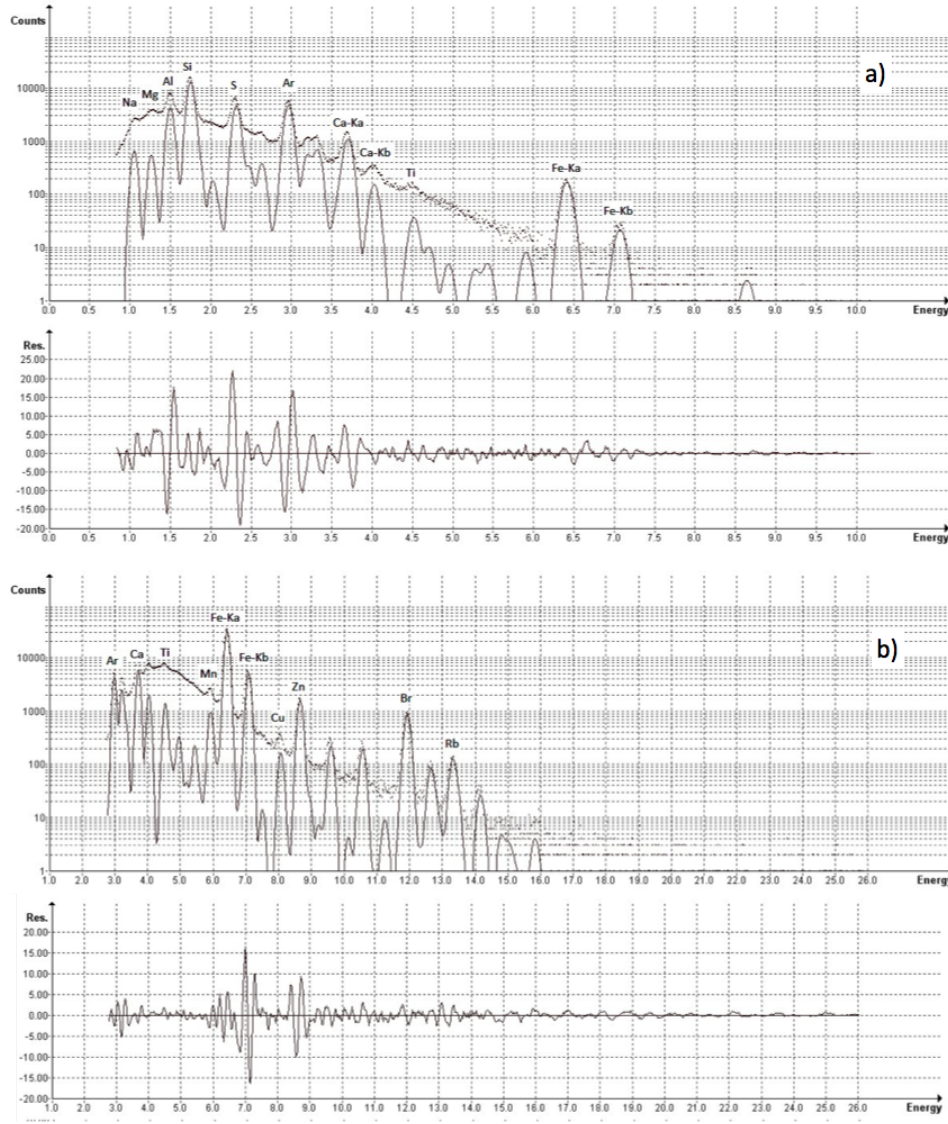 Counts
a)
Si
Al
S
Ar
Mg
Na
Ca-Ka
Ca-Kb
Ti
Fe-Ka
Fe-Kb
10000
1000
100
10
1
0.0 0.5 1.0 1.5 2.0 2.5 3.0 3.5 4.0 4.5 5.0 5.5 6.0 6.5 7.0 7.5 8.0 8.5 9.0 9.5 10.0 Energy
Res.
25.00
20.00
15.00
10.00
5.00
0.00
-5.00
-10.00
-15.00
-20.00
0.0 0.5 1.0 1.5 2.0 2.5 3.0 3.5 4.0 4.5 5.0 5.5 6.0 6.5 7.0 7.5 8.0 8.5 9.0 9.5 10.0 Energy
Counts
b)
Fe-Ka
Ar
Ca
Ti
Mn
Fe-Kb
Zn
Cu
Br
Rb
10000
1000
100
10
1
1.0 2.0 3.0 4.0 5.0 6.0 7.0 8.0 9.0 10.0 11.0 12.0 13.0 14.0 15.0 16.0 17.0 18.0 19.0 20.0 21.0 22.0 23.0 24.0 25.0 26.0 Energy
Res.
20.00
15.00
10.00
5.00
0.00
-5.00
-10.00
-15.00
-20.00
1.0 2.0 3.0 4.0 5.0 6.0 7.0 8.0 9.0 10.0 11.0 12.0 13.0 14.0 15.0 16.0 17.0 18.0 19.0 20.0 21.0 22.0 23.0 24.0 25.0 26.0 Energy